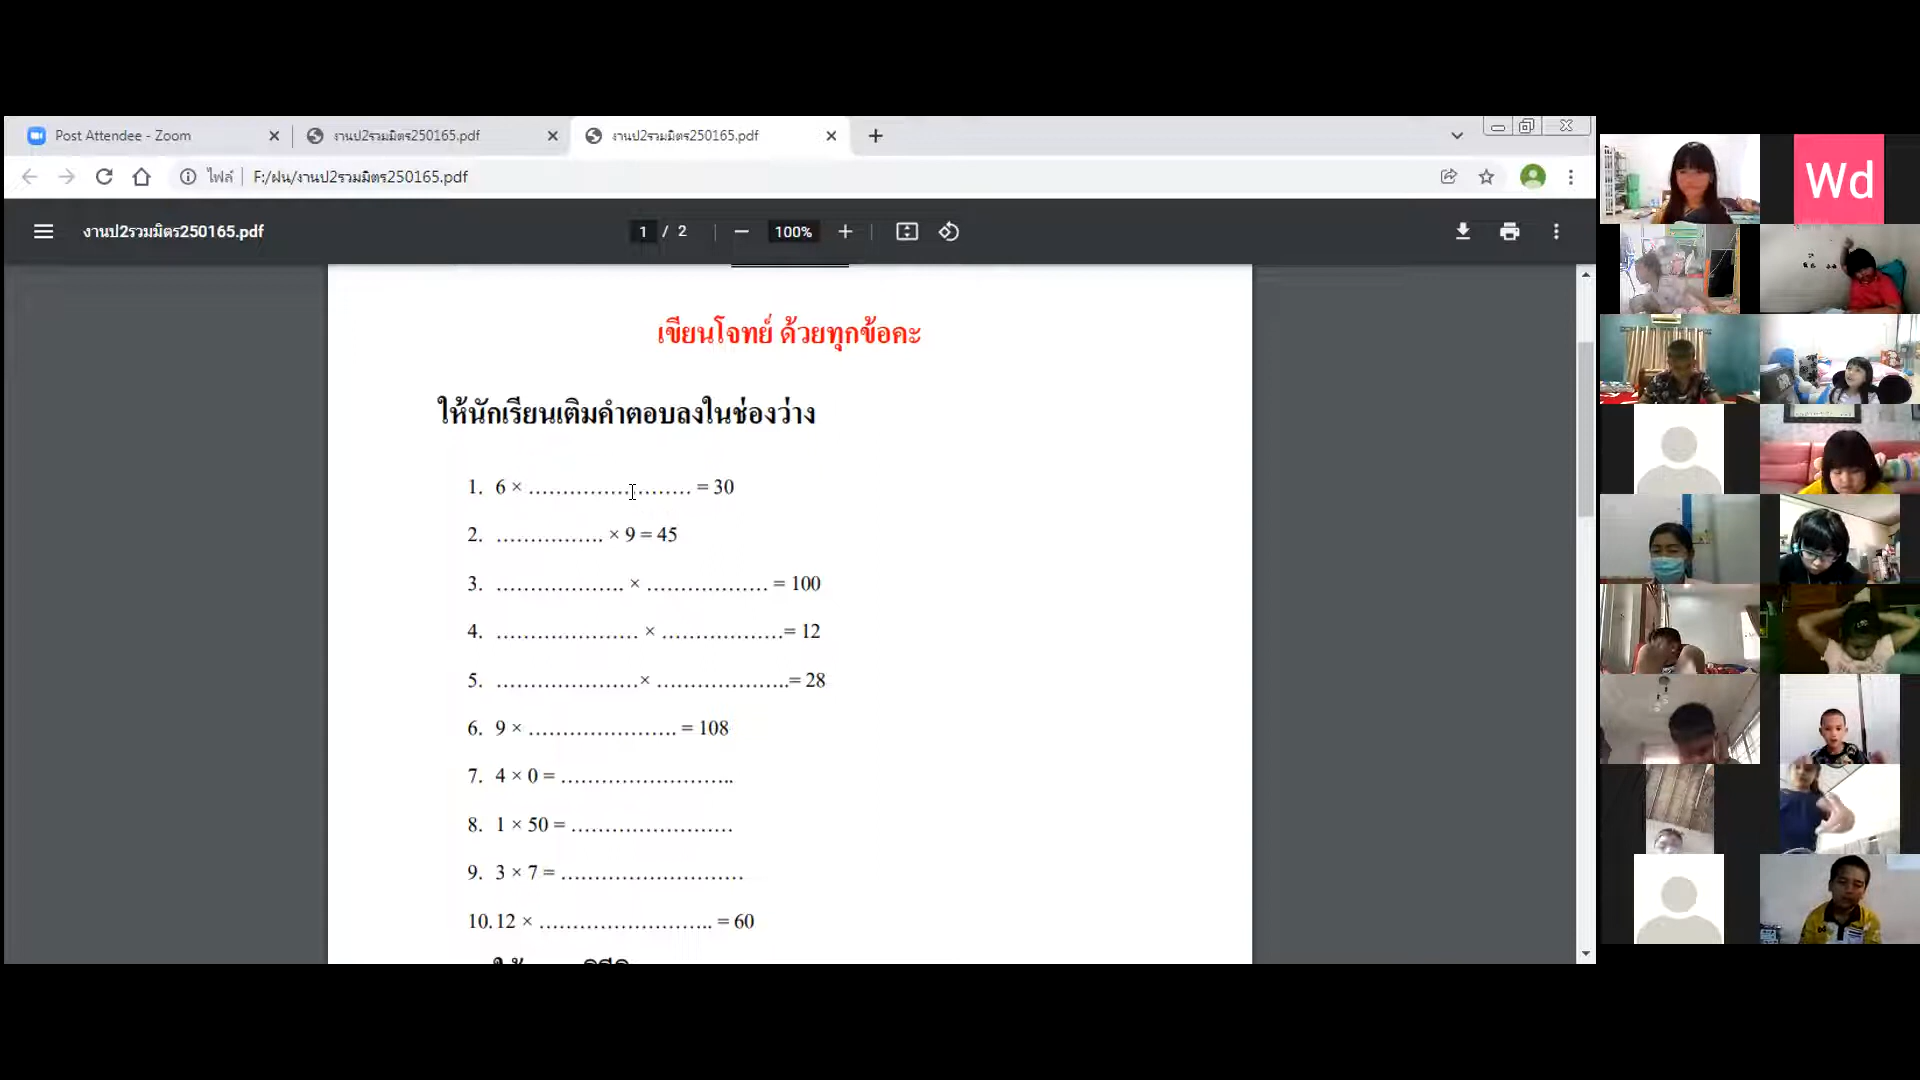 Post Attendee - Zoom
งานป2รวมมิตร250165.pdf
งานป2รวมมิตร250165.pdf
ไฟล์
F:/ฝน/งานป2รวมมิตร250165.pdf
งานป2รวมมิตร250165.pdf
1 / 2
100%
เขียนโจทย์ ด้วยทุกข้อคะ
ให้นักเรียนเติมคำตอบลงในช่องว่าง
1. 6 × …………………… = 30
2. ……………. × 9 = 45
3. ………………. × ……………… = 100
4. ………………… × ………………= 12
5. …………………× ………………..= 28
6. 9 × …………………. = 108
7. 4 × 0 = ……………………..
8. 1 × 50 = ……………………
9. 3 × 7 = ………………………
10. 12 × …………………….. = 60
Wd